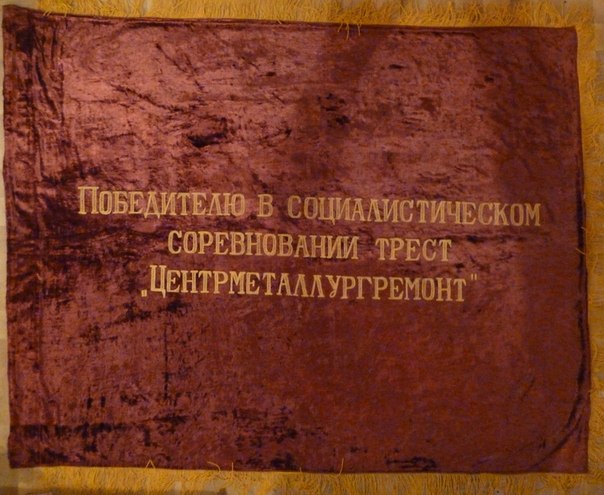 Победителю в социалистическом
соревновании трест
„Центрметаллургремонт"